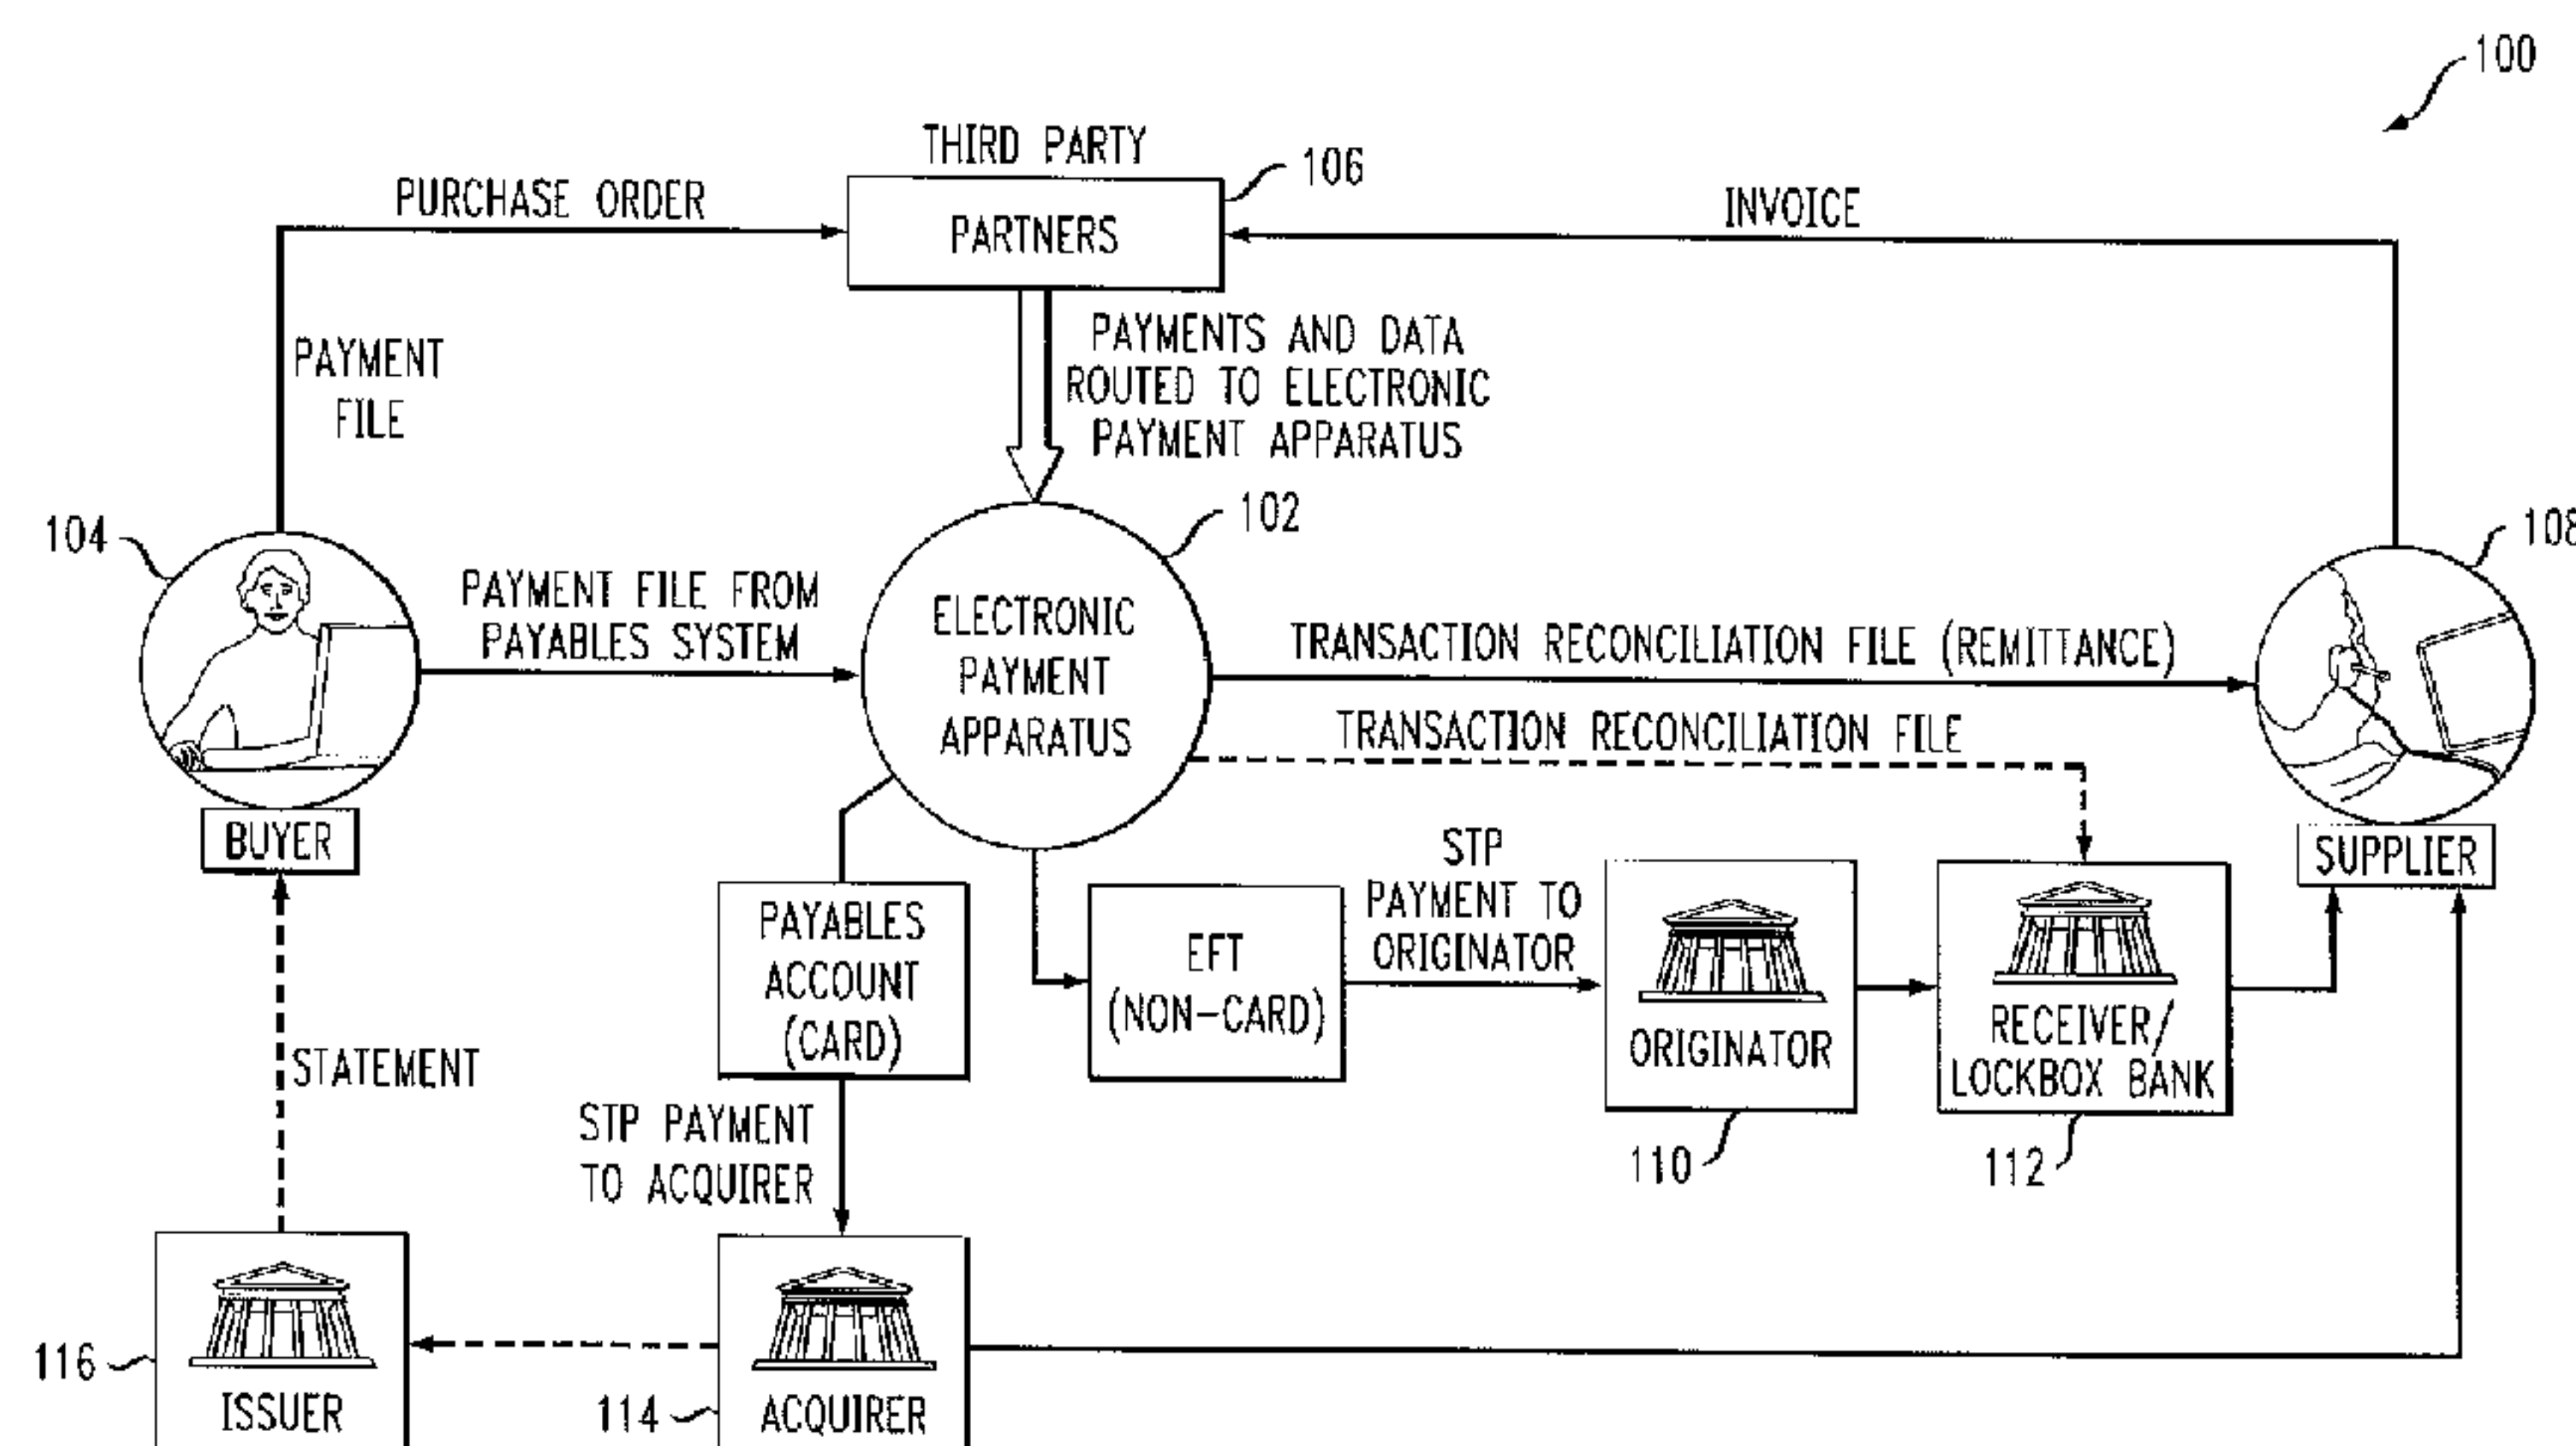 100
THIRD PARTY
106
PURCHASE ORDER
PARTNERS
INVOICE
PAYMENT
FILE
PAYMENTS AND DATA
ROUTED TO ELECTRONIC
PAYMENT APPARATUS
104
102
108
PAYMENT FILE FROM
PAYABLES SYSTEM
ELECTRONIC
PAYMENT
APPARATUS
TRANSACTION RECONCILIATION FILE (REMITTANCE)
TRANSACTION RECONCILIATION FILE
BUYER
SUPPLIER
PAYABLES
ACCOUNT
(CARD)
EFT
(NON-CARD)
STP
PAYMENT TO
ORIGINATOR
ORIGINATOR
RECEIVER/
LOCKBOX BANK
110
112
STATEMENT
STP PAYMENT
TO ACQUIRER
116
ISSUER
114
ACQUIRER